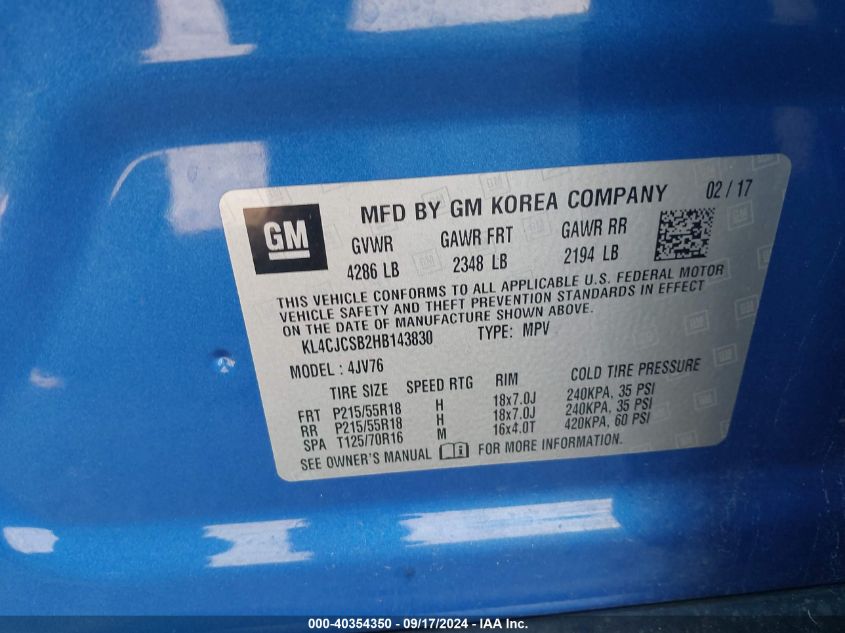 GM
MFD BY GM KOREA COMPANY 02 / 17
GVWR GAWR FRT GAWR RR
4286 LB 2348 LB 2194 LB
THIS VEHICLE CONFORMS TO ALL APPLICABLE U.S. FEDERAL MOTOR
VEHICLE SAFETY AND THEFT PREVENTION STANDARDS IN EFFECT
ON THE DATE OF MANUFACTURE SHOWN ABOVE.
KL4CJCSB2HB143830 TYPE: MPV
MODEL : 4JV76
TIRE SIZE SPEED RTG RIM COLD TIRE PRESSURE
FRT P215/55R18 H 18x7.0J 240KPA, 35 PSI
RR P215/55R18 H 18x7.0J 240KPA, 35 PSI
SPA T125/70R16 M 16x4.0T 420KPA, 60 PSI
SEE OWNER'S MANUAL FOR MORE INFORMATION.
000-40354350 - 09/17/2024 - IAA Inc.